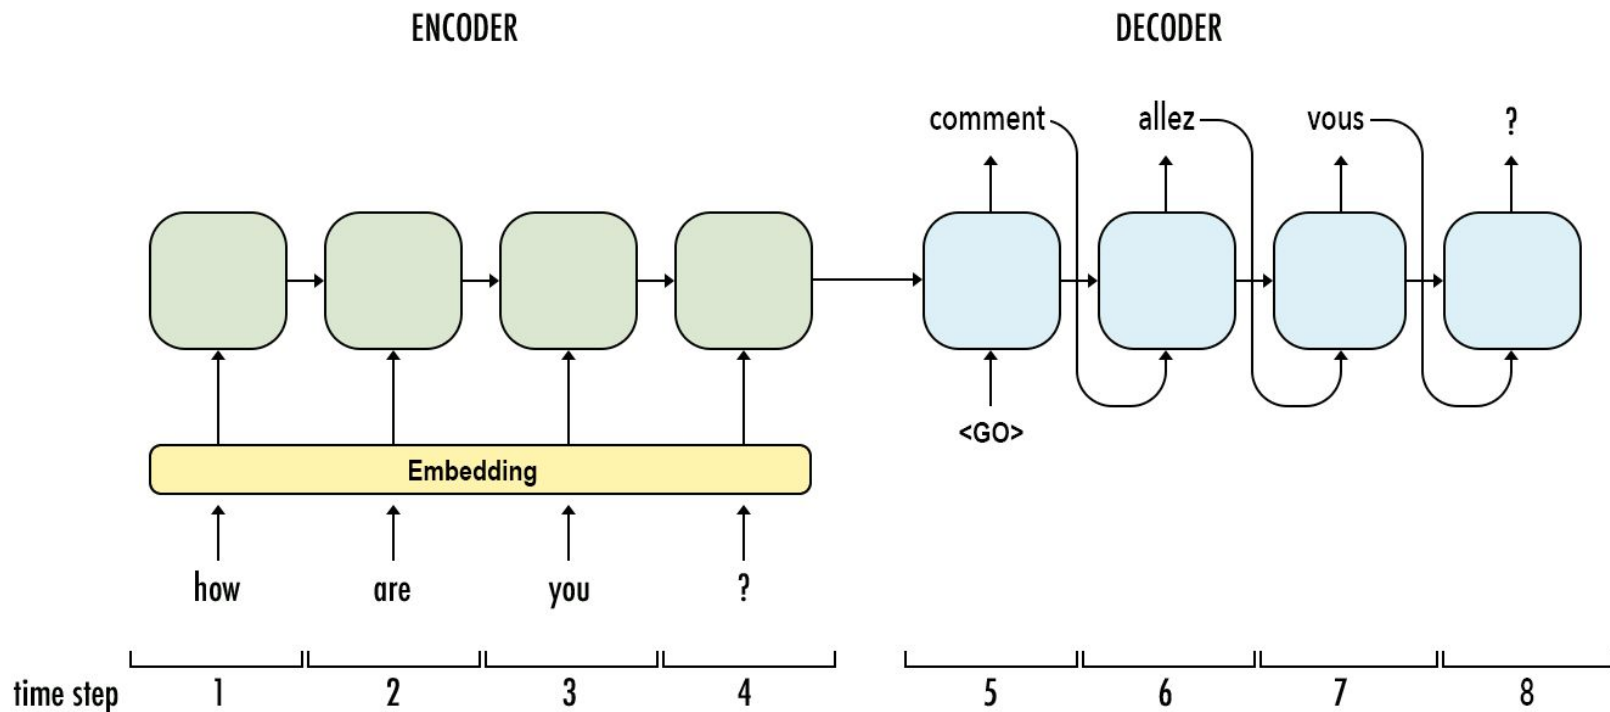 ENCODER DECODER
comment allez vous ?
<GO>
Embedding
how are you ?
time step 1 2 3 4 5 6 7 8